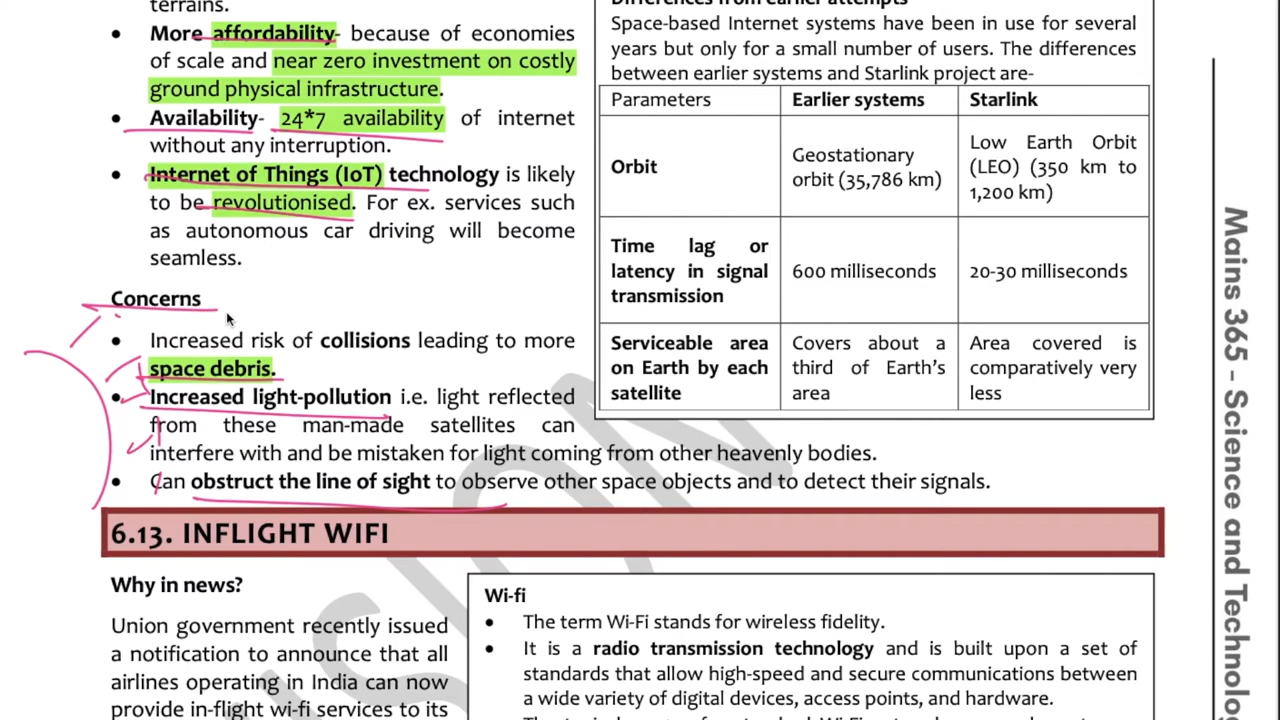 terrains.
• More affordability- because of economies
of scale and near zero investment on costly
ground physical infrastructure.
• Availability- 24*7 availability of internet
without any interruption.
• Internet of Things (IoT) technology is likely
to be revolutionised. For ex. services such
as autonomous car driving will become
seamless.
Concerns
• Increased risk of collisions leading to more
space debris.
• Increased light-pollution i.e. light reflected
from these man-made satellites can
interfere with and be mistaken for light coming from other heavenly bodies.
• Can obstruct the line of sight to observe other space objects and to detect their signals.
Differences from earlier attempts
Space-based Internet systems have been in use for several
years but only for a small number of users. The differences
between earlier systems and Starlink project are-
Parameters Earlier systems Starlink
Orbit
Geostationary
orbit (35,786 km)
Low Earth Orbit
(LEO) (350 km to
1,200 km)
Time lag or
latency in signal
transmission
600 milliseconds
20-30 milliseconds
Serviceable area
on Earth by each
satellite
Covers about a
third of Earth's
area
Area covered is
comparatively very
less
6.13. INFLIGHT WIFI
Why in news?
Union government recently issued
a notification to announce that all
airlines operating in India can now
provide in-flight wi-fi services to its
Wi-fi
• The term Wi-Fi stands for wireless fidelity.
• It is a radio transmission technology and is built upon a set of
standards that allow high-speed and secure communications between
a wide variety of digital devices, access points, and hardware.
Mains 365 – Science and Technolog